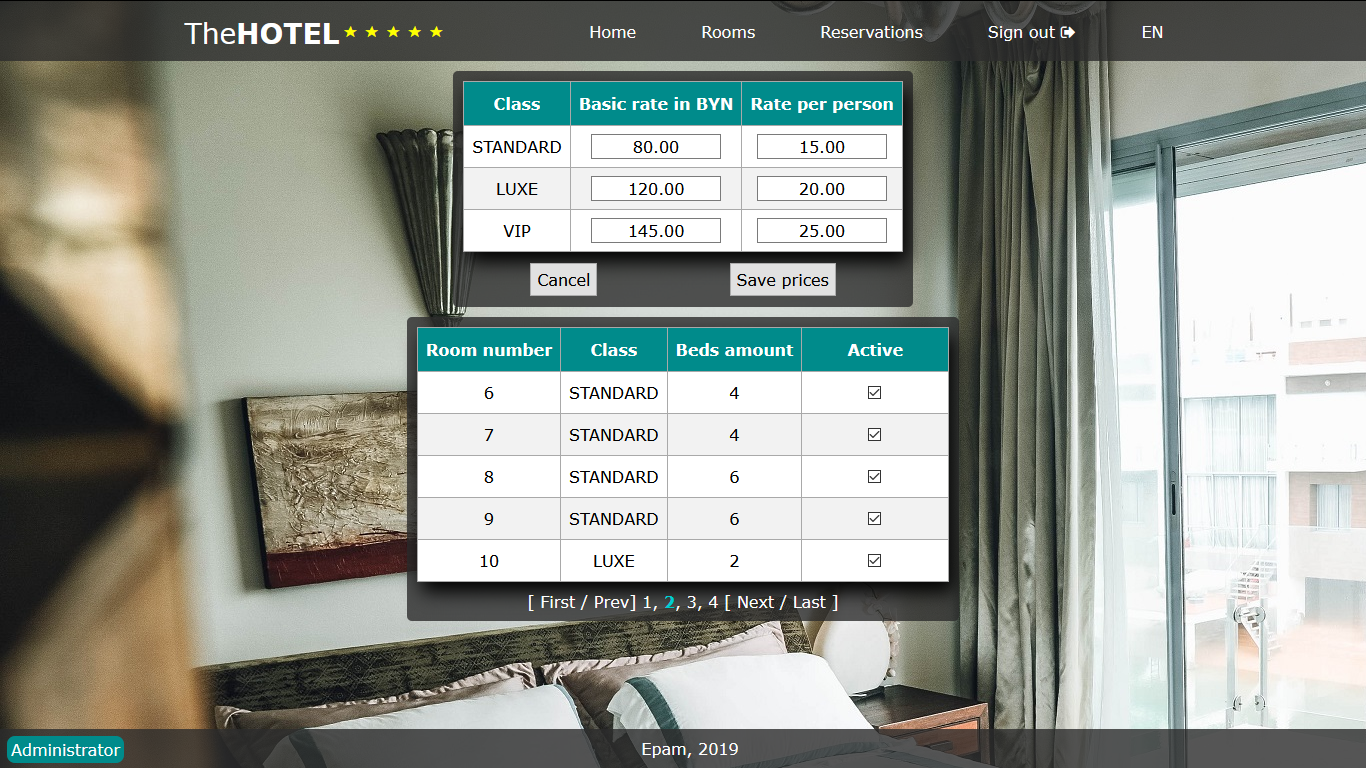 TheHOTEL ★ ★ ★ ★ ★ Home Rooms Reservations Sign out EN
Class Basic rate in BYN Rate per person
STANDARD 80.00 15.00
LUXE 120.00 20.00
VIP 145.00 25.00
Cancel Save prices
Room number Class Beds amount Active
6 STANDARD 4
7 STANDARD 4
8 STANDARD 6
9 STANDARD 6
10 LUXE 2
[ First / Prev] 1, 2, 3, 4 [ Next / Last ]
Administrator Epam, 2019